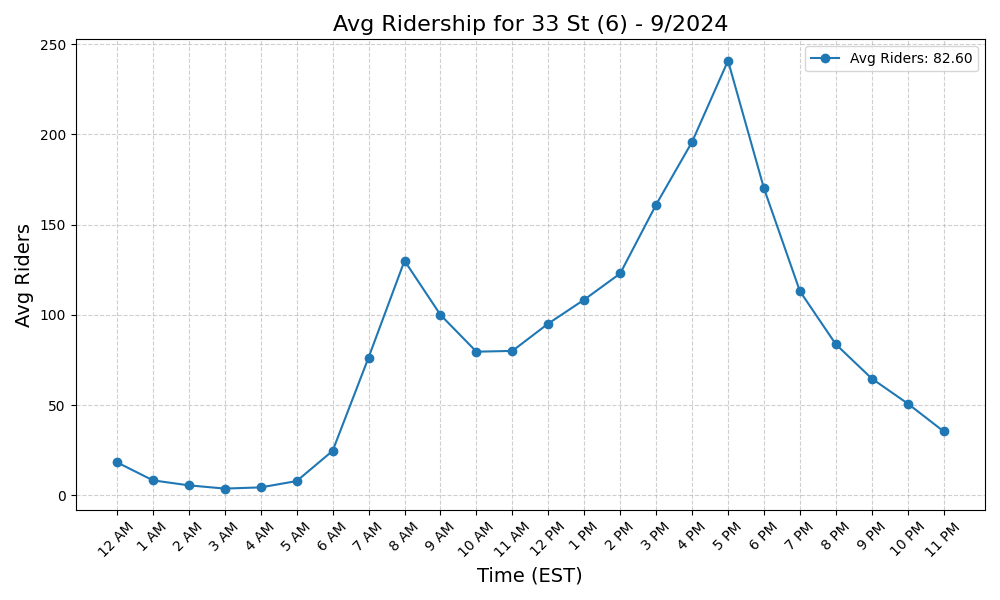 Avg Ridership for 33 St (6) - 9/2024
Avg Riders: 82.60
250
200
150
100
50
0
Avg Riders
12 AM
1 AM
2 AM
3 AM
4 AM
5 AM
6 AM
7 AM
8 AM
9 AM
10 AM
11 AM
12 PM
1 PM
2 PM
3 PM
4 PM
5 PM
6 PM
7 PM
8 PM
9 PM
10 PM
11 PM
Time (EST)